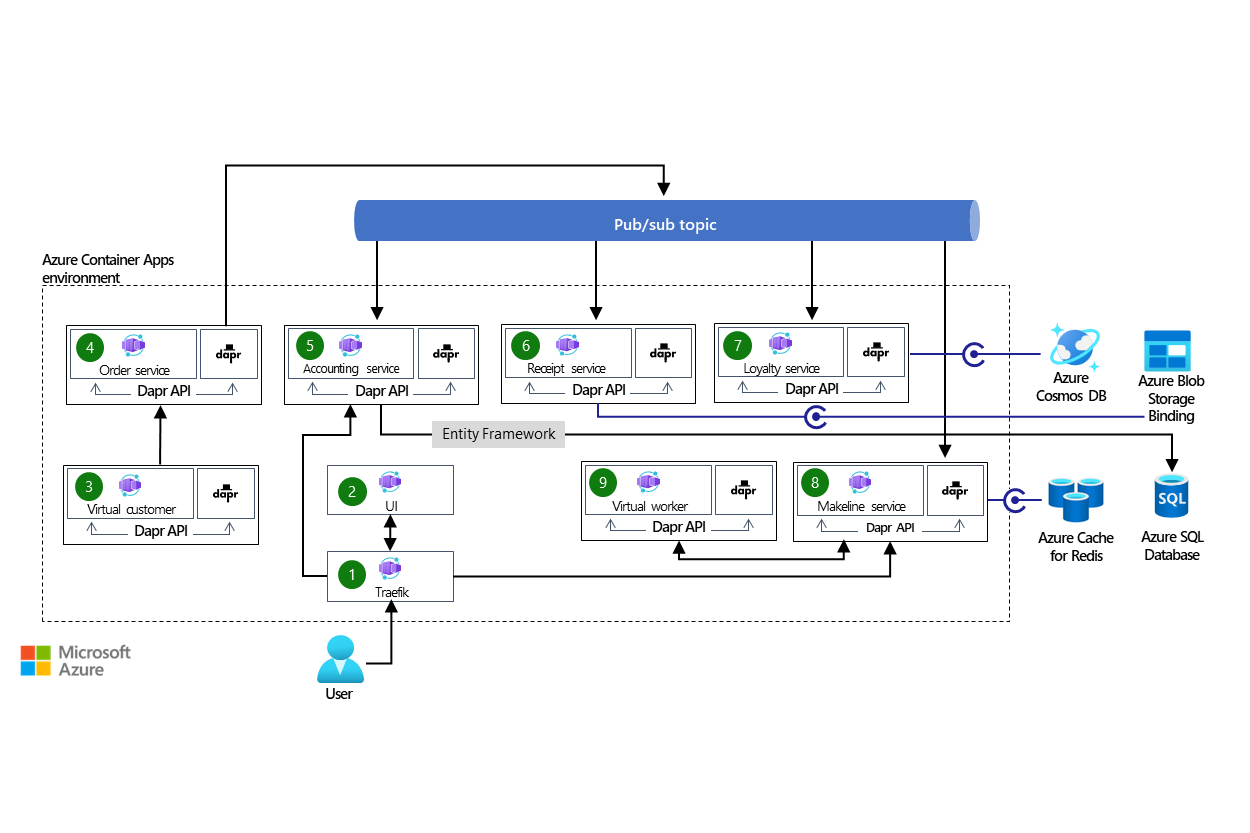 Pub/sub topic
Azure Container Apps
environment
4
Order service
dapr
Dapr API
5
Accounting service
dapr
Dapr API
6
Receipt service
dapr
Dapr API
7
Loyalty service
dapr
Dapr API
Azure
Cosmos DB
Azure Blob
Storage
Binding
Entity Framework
3
Virtual customer
dapr
Dapr API
2
UI
9
Virtual worker
dapr
Dapr API
8
Makeline service
dapr
Dapr API
Azure Cache
for Redis
SQL
Azure SQL
Database
1
Traefik
Microsoft
Azure
User